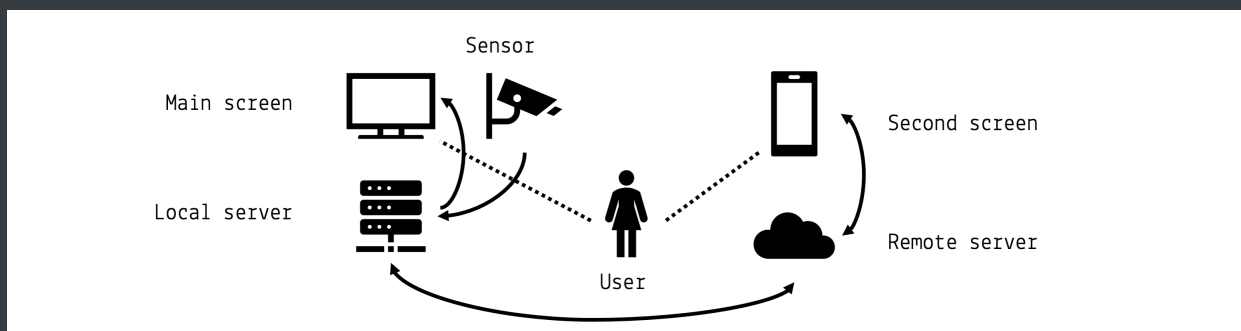 Sensor
Main screen
Second screen
Local server
Remote server
User